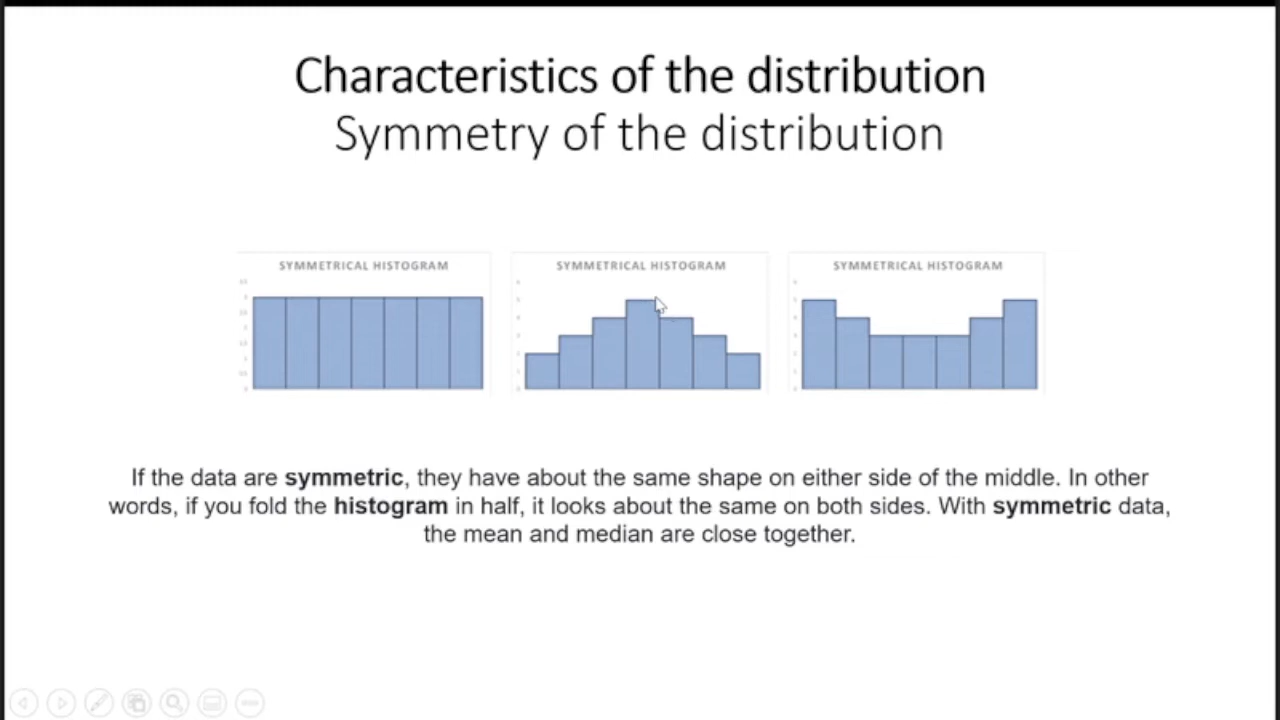 Characteristics of the distribution
Symmetry of the distribution
SYMMETRICAL HISTOGRAM
SYMMETRICAL HISTOGRAM
SYMMETRICAL HISTOGRAM
If the data are symmetric, they have about the same shape on either side of the middle. In other
words, if you fold the histogram in half, it looks about the same on both sides. With symmetric data,
the mean and median are close together.